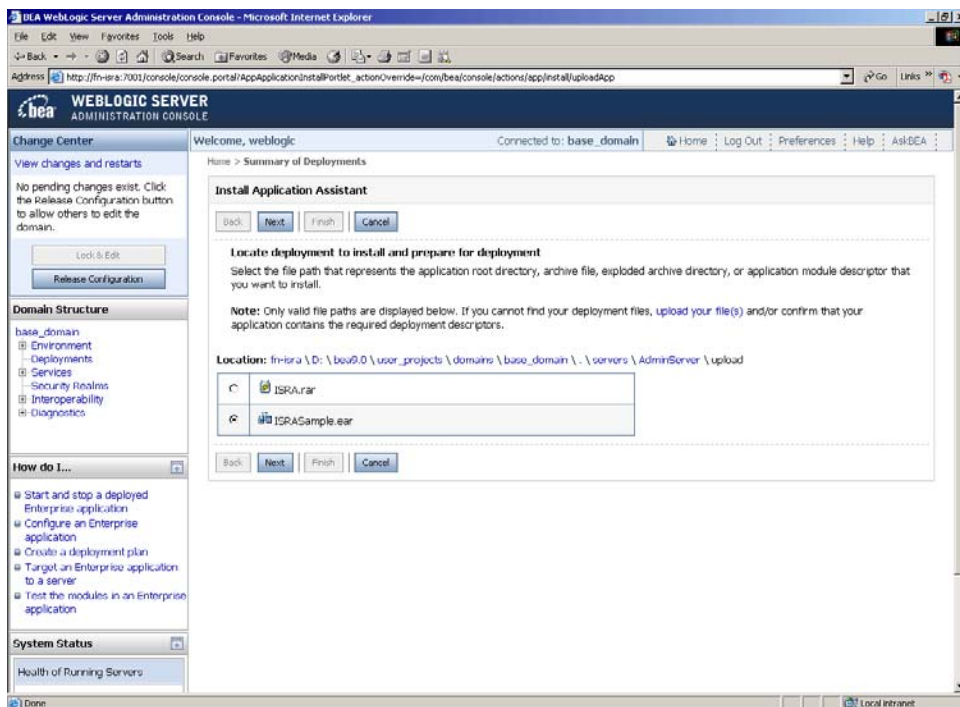 BEA WebLogic Server Administration Console - Microsoft Internet Explorer
File Edit View Favorites Tools Help
Back Search Favorites Media
Address http://fn-isra:7001/console/console.portal?AppApplicationInstallPortlet_actionOverride=/com/bea/console/actions/app/install/uploadApp Go Links »
bea WEBLOGIC SERVER
ADMINISTRATION CONSOLE
Change Center
View changes and restarts
No pending changes exist. Click
the Release Configuration button
to allow others to edit the
domain.
Lock & Edit
Release Configuration
Domain Structure
base_domain
Environment
Deployments
Services
Security Realms
Interoperability
Diagnostics
How do I...
Start and stop a deployed
Enterprise application
Configure an Enterprise
application
Create a deployment plan
Target an Enterprise application
to a server
Test the modules in an Enterprise
application
System Status
Health of Running Servers
Welcome, weblogic Connected to: base_domain Home Log Out Preferences Help AskBEA
Home > Summary of Deployments
Install Application Assistant
Back Next Finish Cancel
Locate deployment to install and prepare for deployment
Select the file path that represents the application root directory, archive file, exploded archive directory, or application module descriptor that
you want to install.
Note: Only valid file paths are displayed below. If you cannot find your deployment files, upload your file(s) and/or confirm that your
application contains the required deployment descriptors.
Location: fn-isra \ D: \ bea9.0 \ user_projects \ domains \ base_domain \ . \ servers \ AdminServer \ upload
ISRA.rar
ISRASample.ear
Back Next Finish Cancel
Done Local intranet